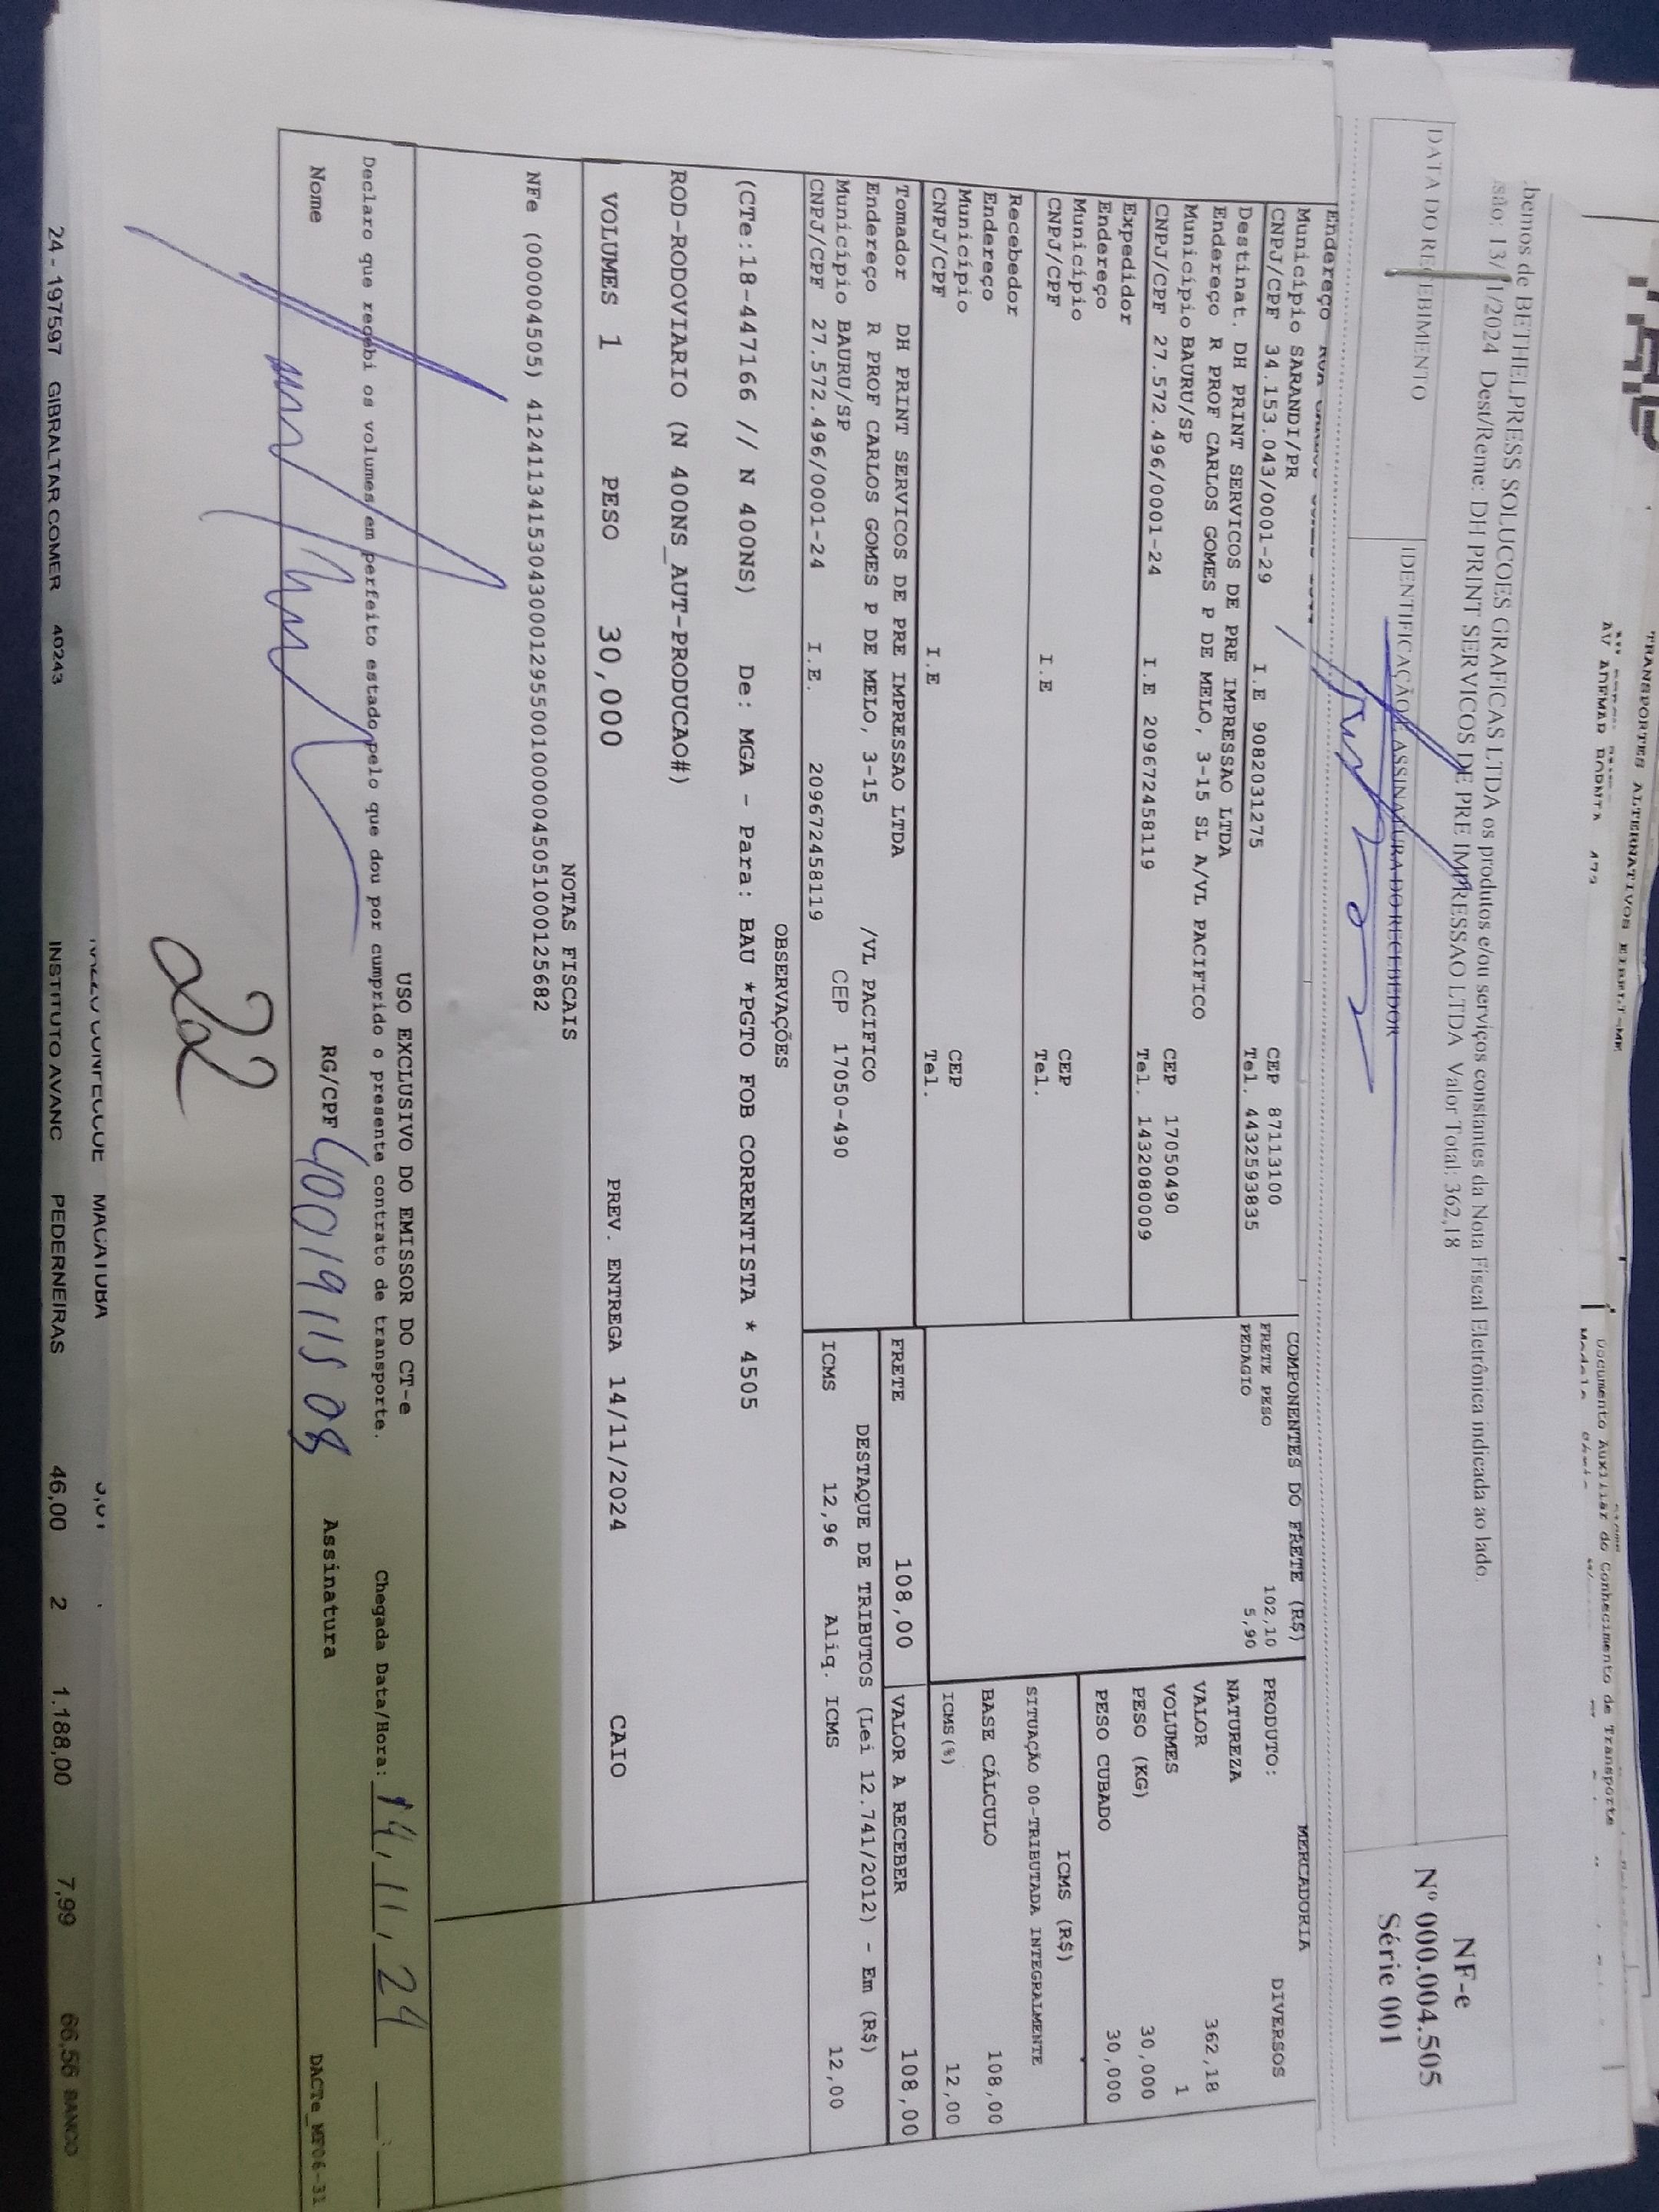 TRANSPORTES ALTERNATIVOS EIRELI-ME
AV ADEMAR
Documento Auxiliar do Conhecimento de Transporte
bemos de BETHELPRESS SOLUCOES GRAFICAS LTDA os produtos e/ou serviços constantes da Nota Fiscal Eletrônica indicada ao lado.
ssão: 13/11/2024 Dest/Reme: DH PRINT SERVICOS DE PRE IMPRESSAO LTDA Valor Total: 362,18
DATA DO RECEBIMENTO
IDENTIFICAÇÃO E ASSINATURA DO RECEBEDOR
NF-e
Nº 000.004.505
Série 001
Endereço
Município SARANDI/PR
CNPJ/CPF 34.153.043/0001-29 I.E 9082031275 CEP 87113100
Destinat. DH PRINT SERVICOS DE PRE IMPRESSAO LTDA Tel. 4432593835
Endereço R PROF CARLOS GOMES P DE MELO, 3-15 SL A/VL PACIFICO
Município BAURU/SP CEP 17050490
CNPJ/CPF 27.572.496/0001-24 I.E 209672458119 Tel. 1432080009
Expedidor
Endereço
Município CEP
CNPJ/CPF I.E Tel.
Recebedor
Endereço
Município CEP
CNPJ/CPF I.E Tel.
Tomador DH PRINT SERVICOS DE PRE IMPRESSAO LTDA
Endereço R PROF CARLOS GOMES P DE MELO, 3-15 /VL PACIFICO
Município BAURU/SP CEP 17050-490
CNPJ/CPF 27.572.496/0001-24 I.E. 209672458119
COMPONENTES DO FRETE (R$)
FRETE PESO 102,10
PEDAGIO 5,90
MERCADORIA
PRODUTO: DIVERSOS
NATUREZA
VALOR 362,18
VOLUMES 1
PESO (KG) 30,000
PESO CUBADO 30,000
ICMS (R$)
SITUAÇÃO 00-TRIBUTADA INTEGRALMENTE
BASE CÁLCULO 108,00
ICMS(%) 12,00
FRETE 108,00 VALOR A RECEBER 108,00
DESTAQUE DE TRIBUTOS (Lei 12.741/2012) - Em (R$)
ICMS 12,96 Aliq. ICMS 12,00
OBSERVAÇÕES
(CTe:18-447166 // N 400NS) De: MGA - Para: BAU *PGTO FOB CORRENTISTA * 4505
ROD-RODOVIARIO (N 400NS_AUT-PRODUCAO#)
VOLUMES 1 PESO 30,000 PREV. ENTREGA 14/11/2024 CAIO
NOTAS FISCAIS
NFe (000004505) 41241134153043000129550010000045051000125682
USO EXCLUSIVO DO EMISSOR DO CT-e
Declaro que recebi os volumes em perfeito estado pelo que dou por cumprido o presente contrato de transporte. Chegada Data/Hora: 14/11/24
Nome RG/CPF Assinatura
DACTe_MF06-31
22
MACATUBA
24 - 197597 GIBRALTAR COMER 40243 INSTITUTO AVANC PEDERNEIRAS 46,00 2 1.188,00 7,99 66,56 BANCO